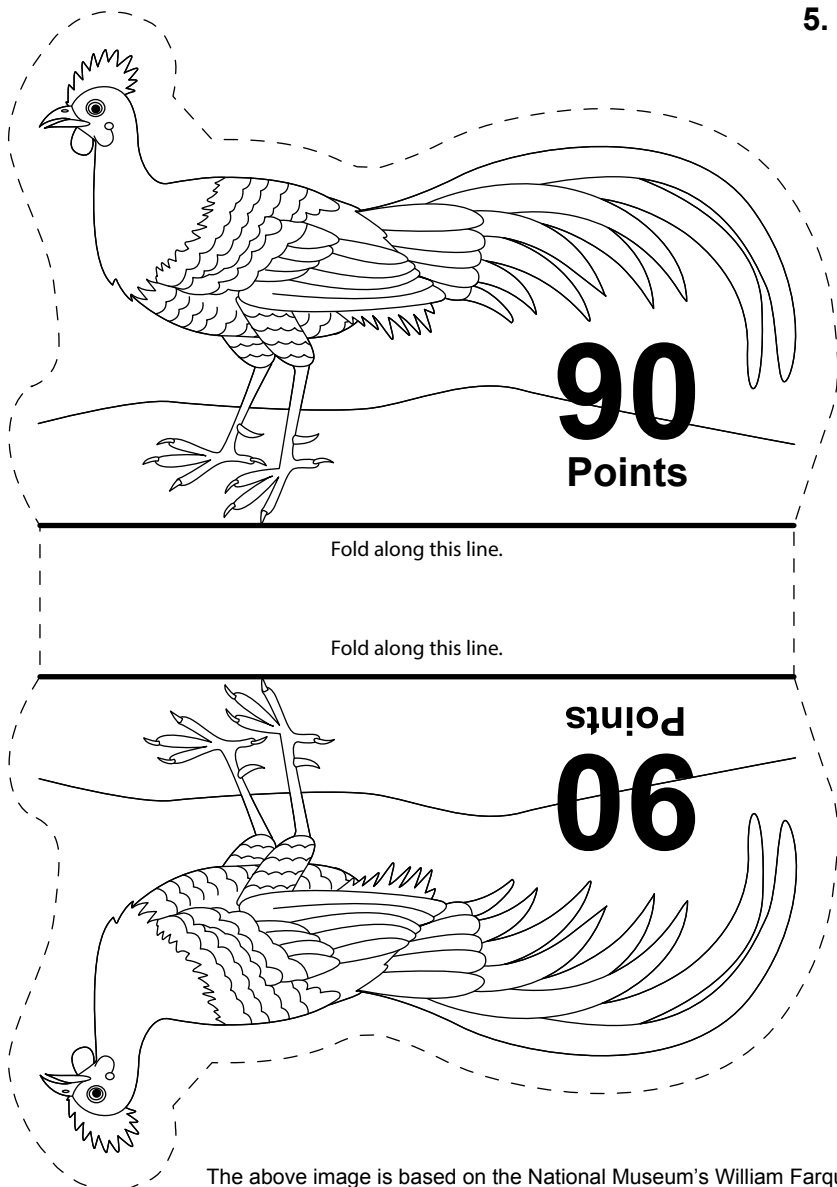 5.
90
Points
Fold along this line.
Fold along this line.
Points
90
The above image is based on the National Museum's William